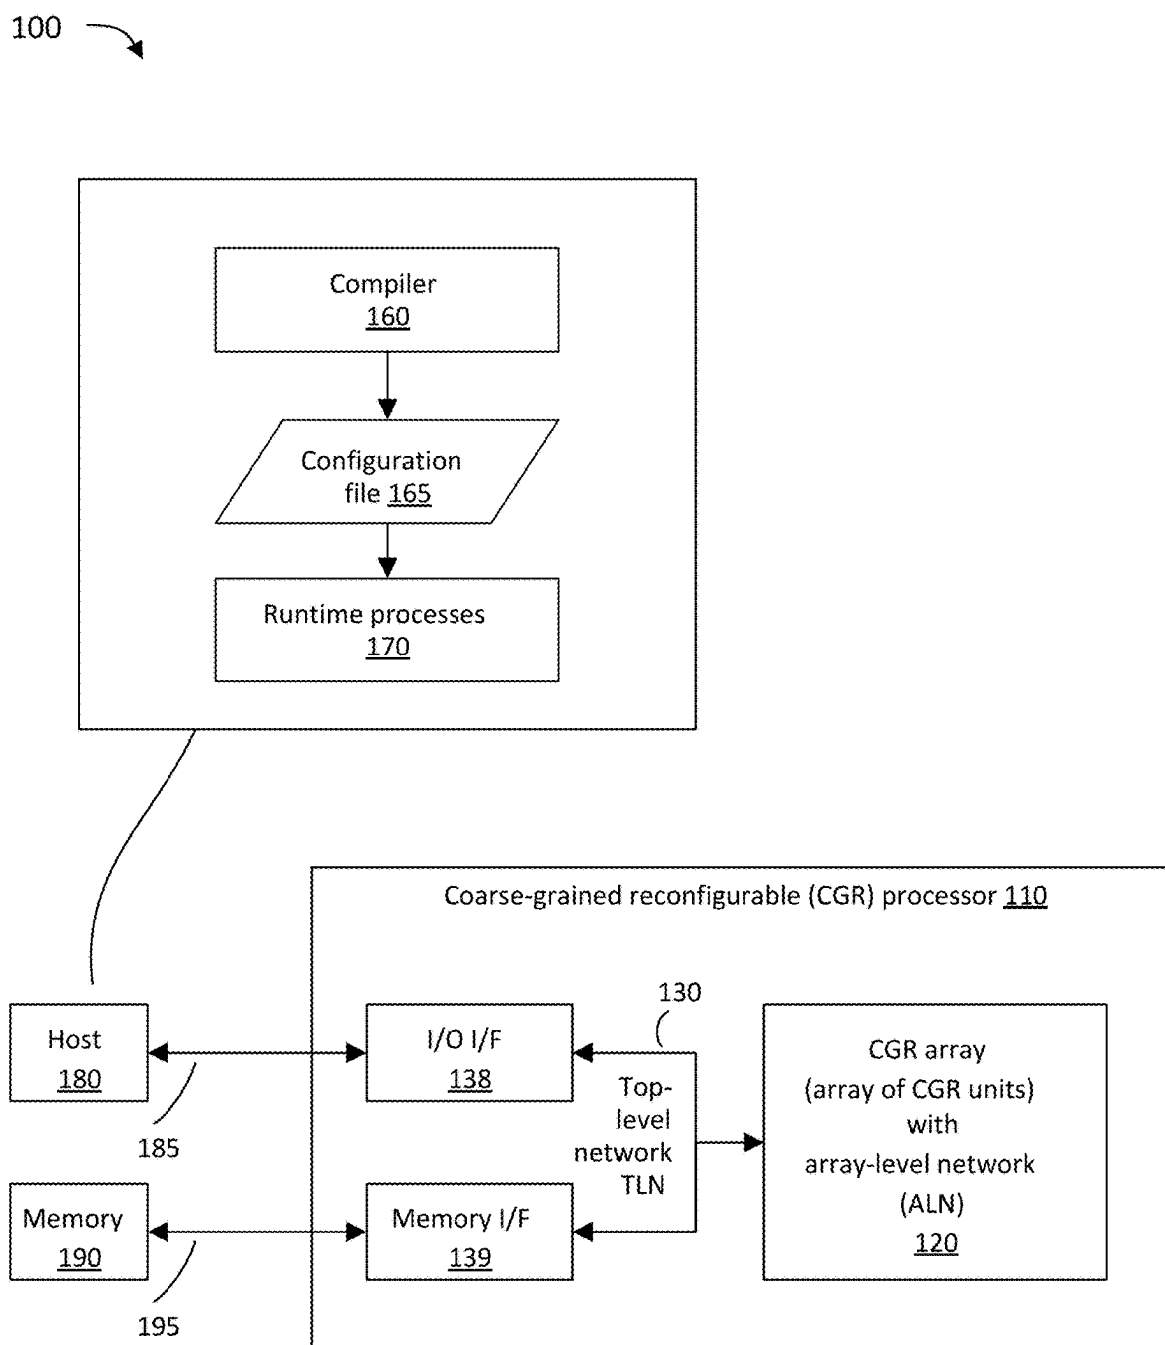 100
Compiler
160
Configuration
file 165
Runtime processes
170
Coarse-grained reconfigurable (CGR) processor 110
130
Host
180
I/O I/F
138
185
Top-
level
network
TLN
CGR array
(array of CGR units)
with
array-level network
(ALN)
120
Memory
190
Memory I/F
139
195